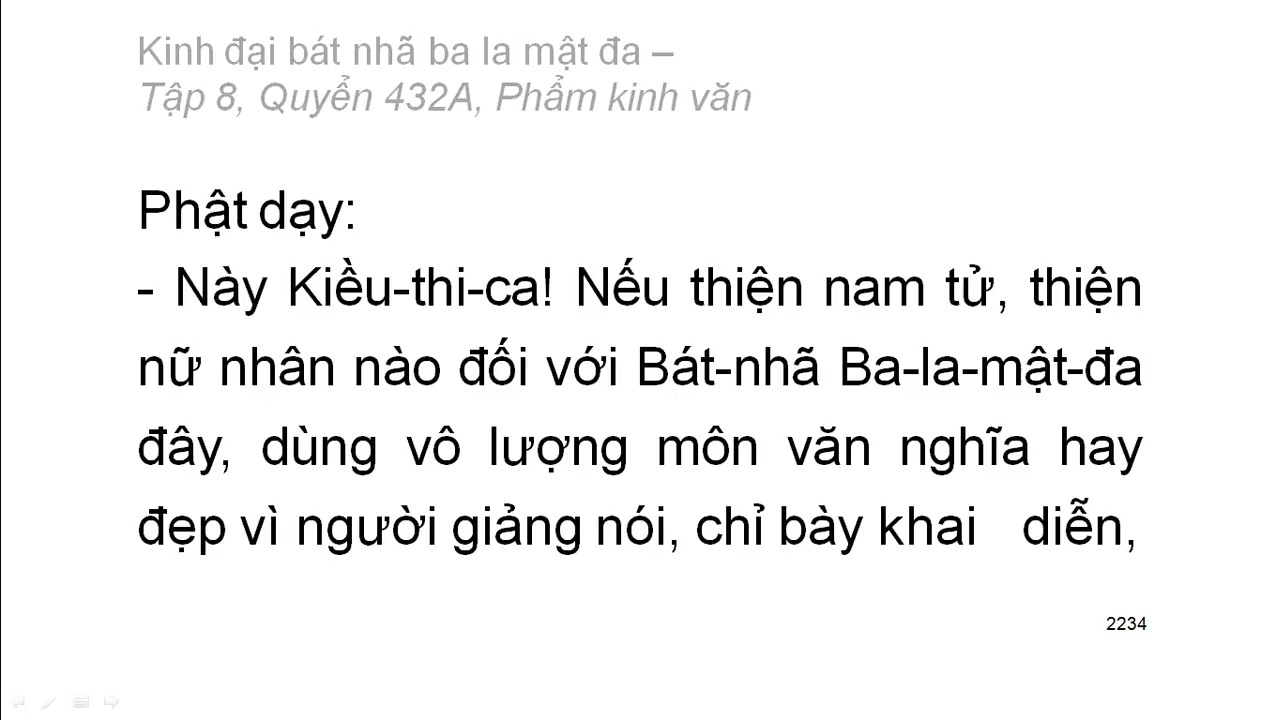 Kinh đại bát nhã ba la mật đa –
Tập 8, Quyển 432A, Phẩm kinh văn
Phật dạy:
- Này Kiều-thi-ca! Nếu thiện nam tử, thiện
nữ nhân nào đối với Bát-nhã Ba-la-mật-đa
đây, dùng vô lượng môn văn nghĩa hay
đẹp vì người giảng nói, chỉ bày khai diễn,
2234